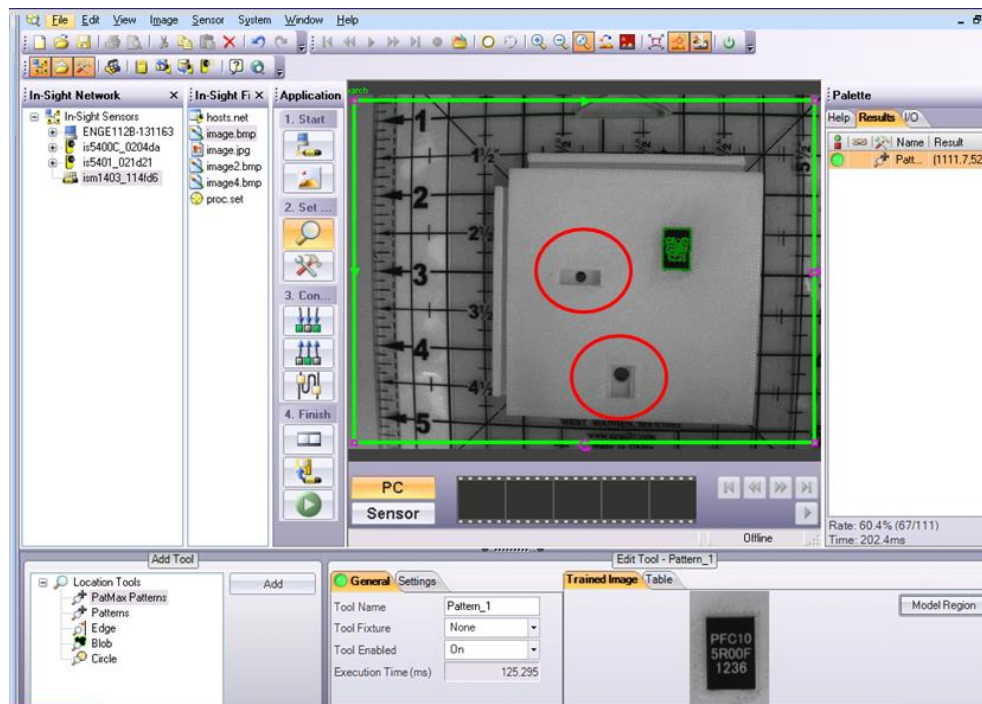 File Edit View Image Sensor System Window Help
In-Sight Network
In-Sight Sensors
ENGE112B-131163
is5400C_0204da
is5401_021d21
ism1403_114fd6
In-Sight Fi
hosts.net
image.bmp
image.jpg
image2.bmp
image4.bmp
proc.set
Application
1. Start
2. Set ...
3. Con...
4. Finish
arch
1
1½"
2
2½
3
3½
4
4½
5
5½
PC
Sensor
Offline
Palette
Help Results I/O
Name Result
Patt... (1111.7,52
Rate: 60.4% (67/111)
Time: 202.4ms
Add Tool
Location Tools
PatMax Patterns
Patterns
Edge
Blob
Circle
Add
Edit Tool - Pattern_1
General Settings
Tool Name Pattern_1
Tool Fixture None
Tool Enabled On
Execution Time (ms) 125.295
Trained Image Table
Model Region
PFC10
5R00F
1236